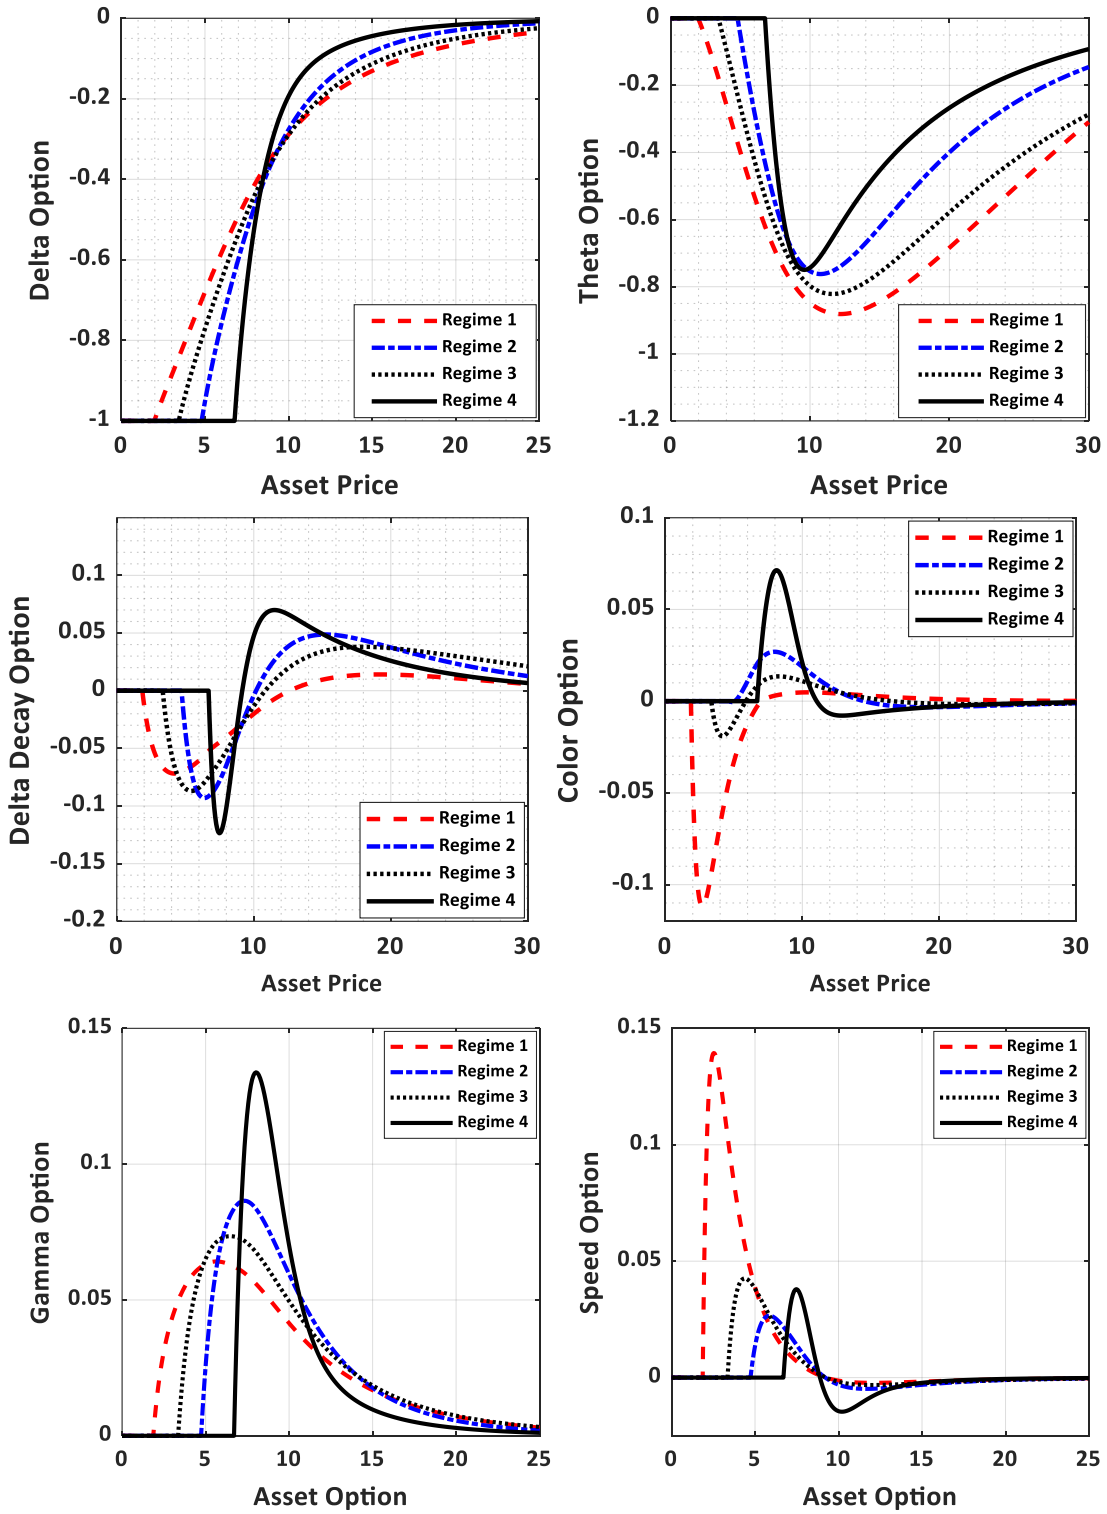 Delta Option
0
-0.2
-0.4
-0.6
-0.8
-1
0 5 10 15 20 25
Asset Price
Regime 1
Regime 2
Regime 3
Regime 4
Theta Option
0
-0.2
-0.4
-0.6
-0.8
-1
-1.2
0 10 20 30
Asset Price
Regime 1
Regime 2
Regime 3
Regime 4
Delta Decay Option
0.1
0.05
0
-0.05
-0.1
-0.15
-0.2
0 10 20 30
Asset Price
Regime 1
Regime 2
Regime 3
Regime 4
Color Option
0.1
0.05
0
-0.05
-0.1
0 10 20 30
Asset Price
Regime 1
Regime 2
Regime 3
Regime 4
Gamma Option
0.15
0.1
0.05
0
0 5 10 15 20 25
Asset Option
Regime 1
Regime 2
Regime 3
Regime 4
Speed Option
0.15
0.1
0.05
0
0 5 10 15 20 25
Asset Option
Regime 1
Regime 2
Regime 3
Regime 4